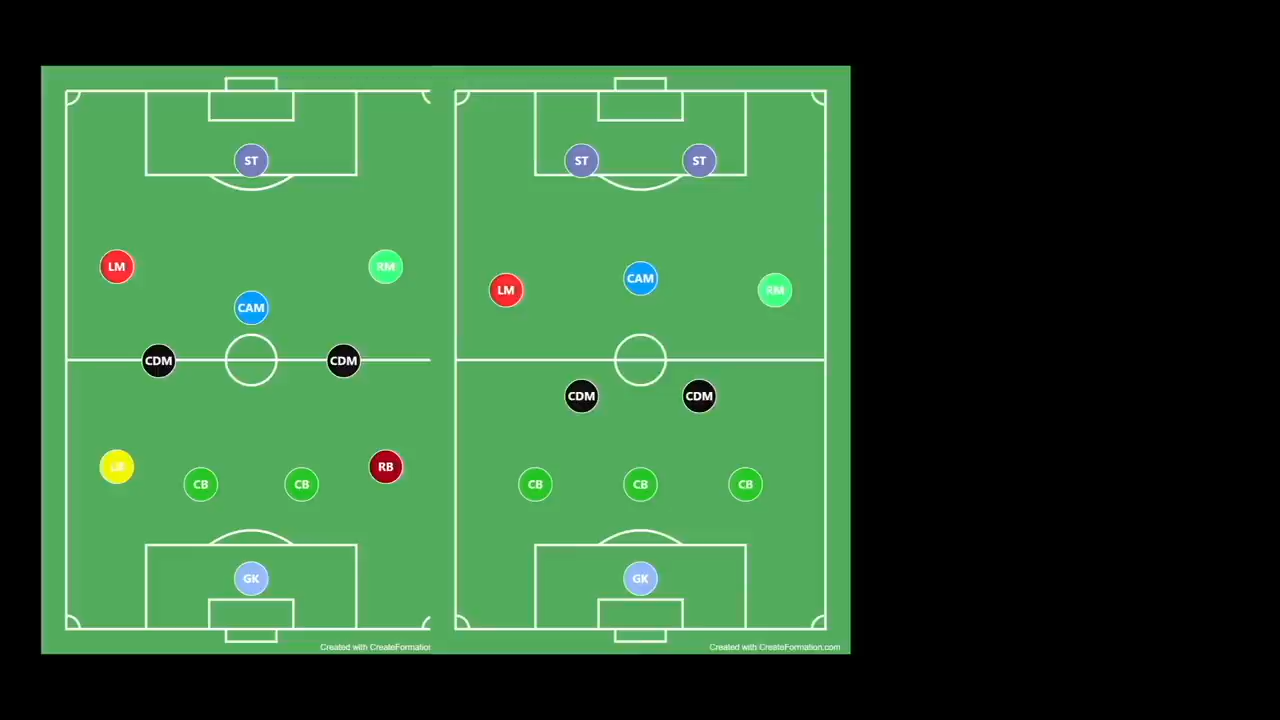 ST
LM
RM
CAM
CDM CDM
LB
CB CB
RB
GK
Created with CreateFormation
ST ST
CAM
LM
RM
CDM CDM
CB CB CB
GK
Created with CreateFormation.com